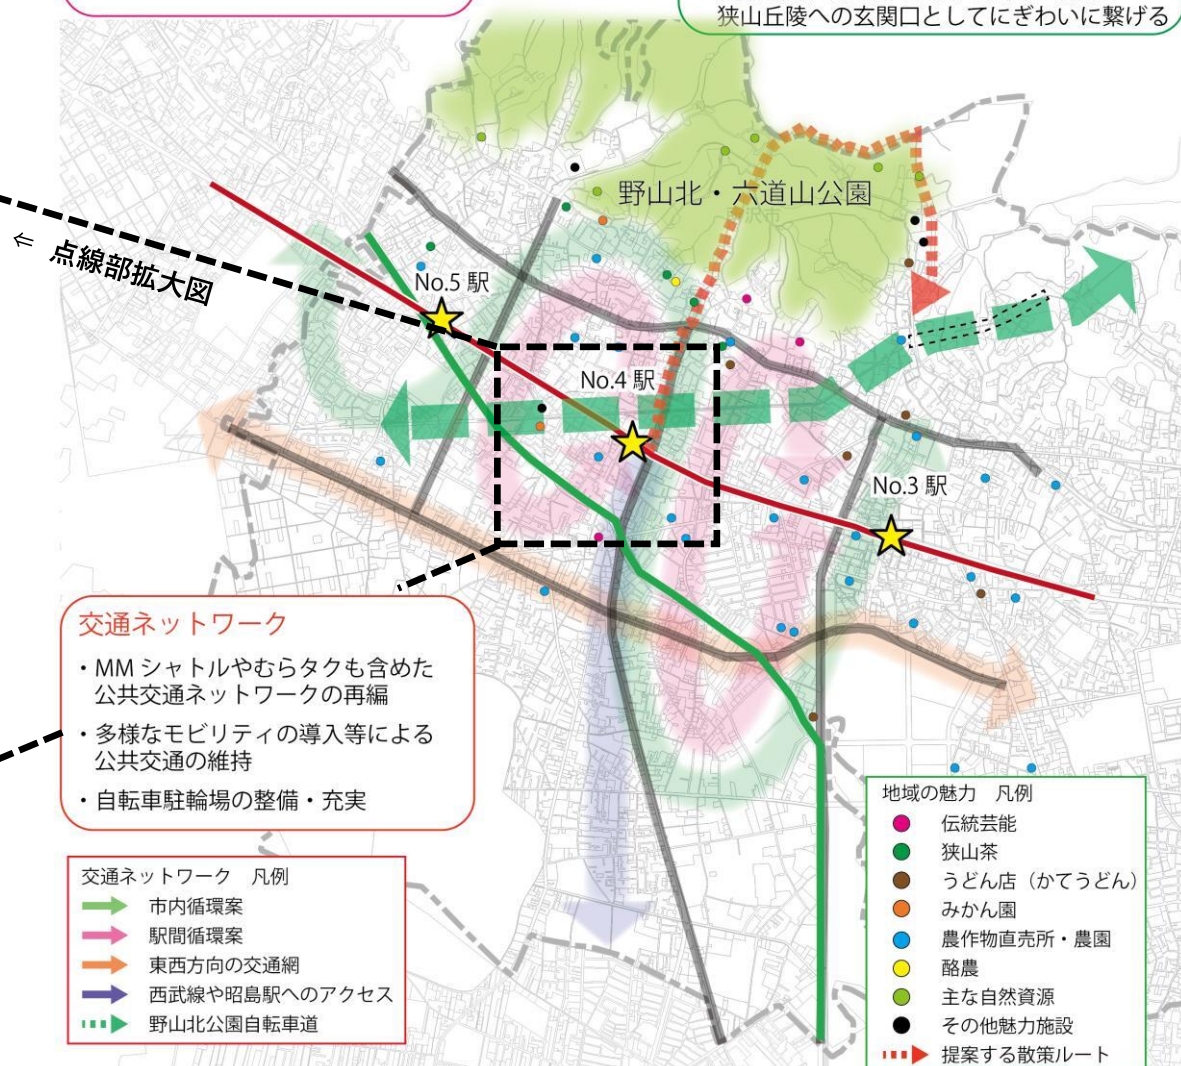 狭山丘陵への玄関口としてにぎわいに繋げる
野山北・六道山公園
⇐ 点線部拡大図
No.5 駅
No.4 駅
No.3 駅
交通ネットワーク
・MM シャトルやむらタクも含めた
公共交通ネットワークの再編
・多様なモビリティの導入等による
公共交通の維持
・自転車駐輪場の整備・充実
交通ネットワーク 凡例
市内循環案
駅間循環案
東西方向の交通網
西武線や昭島駅へのアクセス
野山北公園自転車道
地域の魅力 凡例
伝統芸能
狭山茶
うどん店（かてうどん）
みかん園
農作物直売所・農園
酪農
主な自然資源
その他魅力施設
提案する散策ルート